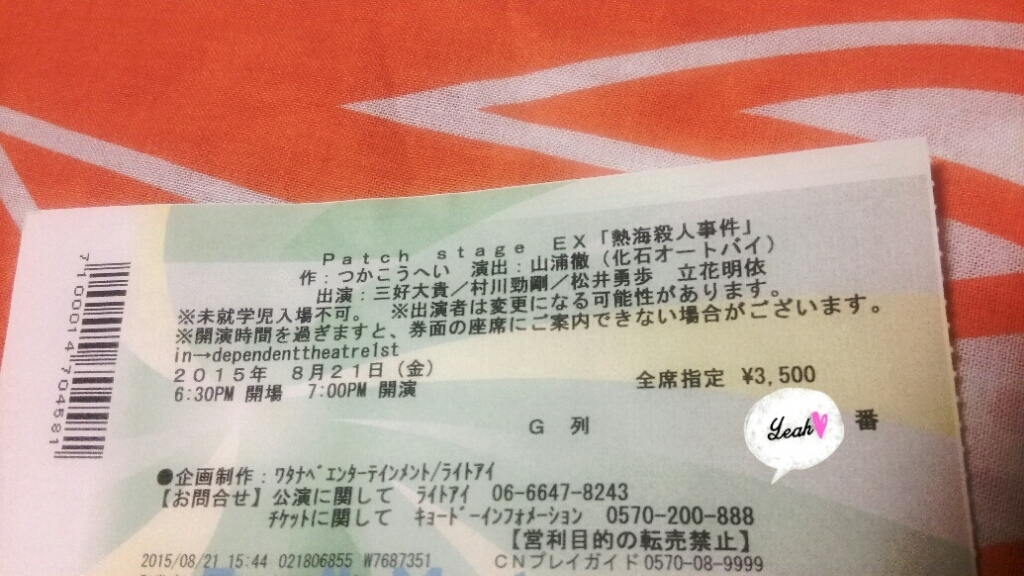 Patch stage EX「熱海殺人事件」
作：つかこうへい 演出：山浦徹（化石オートバイ）
出演：三好大貴／村川勁剛／松井勇歩 立花明依
※未就学児入場不可。 ※出演者は変更になる可能性があります。
※開演時間を過ぎますと、券面の座席にご案内できない場合がございます。
in→dependenttheatre1st
2015年 8月21日（金） 全席指定 ¥3,500
6:30PM 開場 7:00PM 開演
G 列 Yeah 番
●企画制作：ワタナベエンターテインメント/ライトアイ
【お問合せ】公演に関して ライトアイ 06-6647-8243
チケットに関して キョードーインフォメーション 0570-200-888
【営利目的の転売禁止】
2015/08/21 15:44 021806855 W7687351 CNプレイガイド0570-08-9999
7100014704581